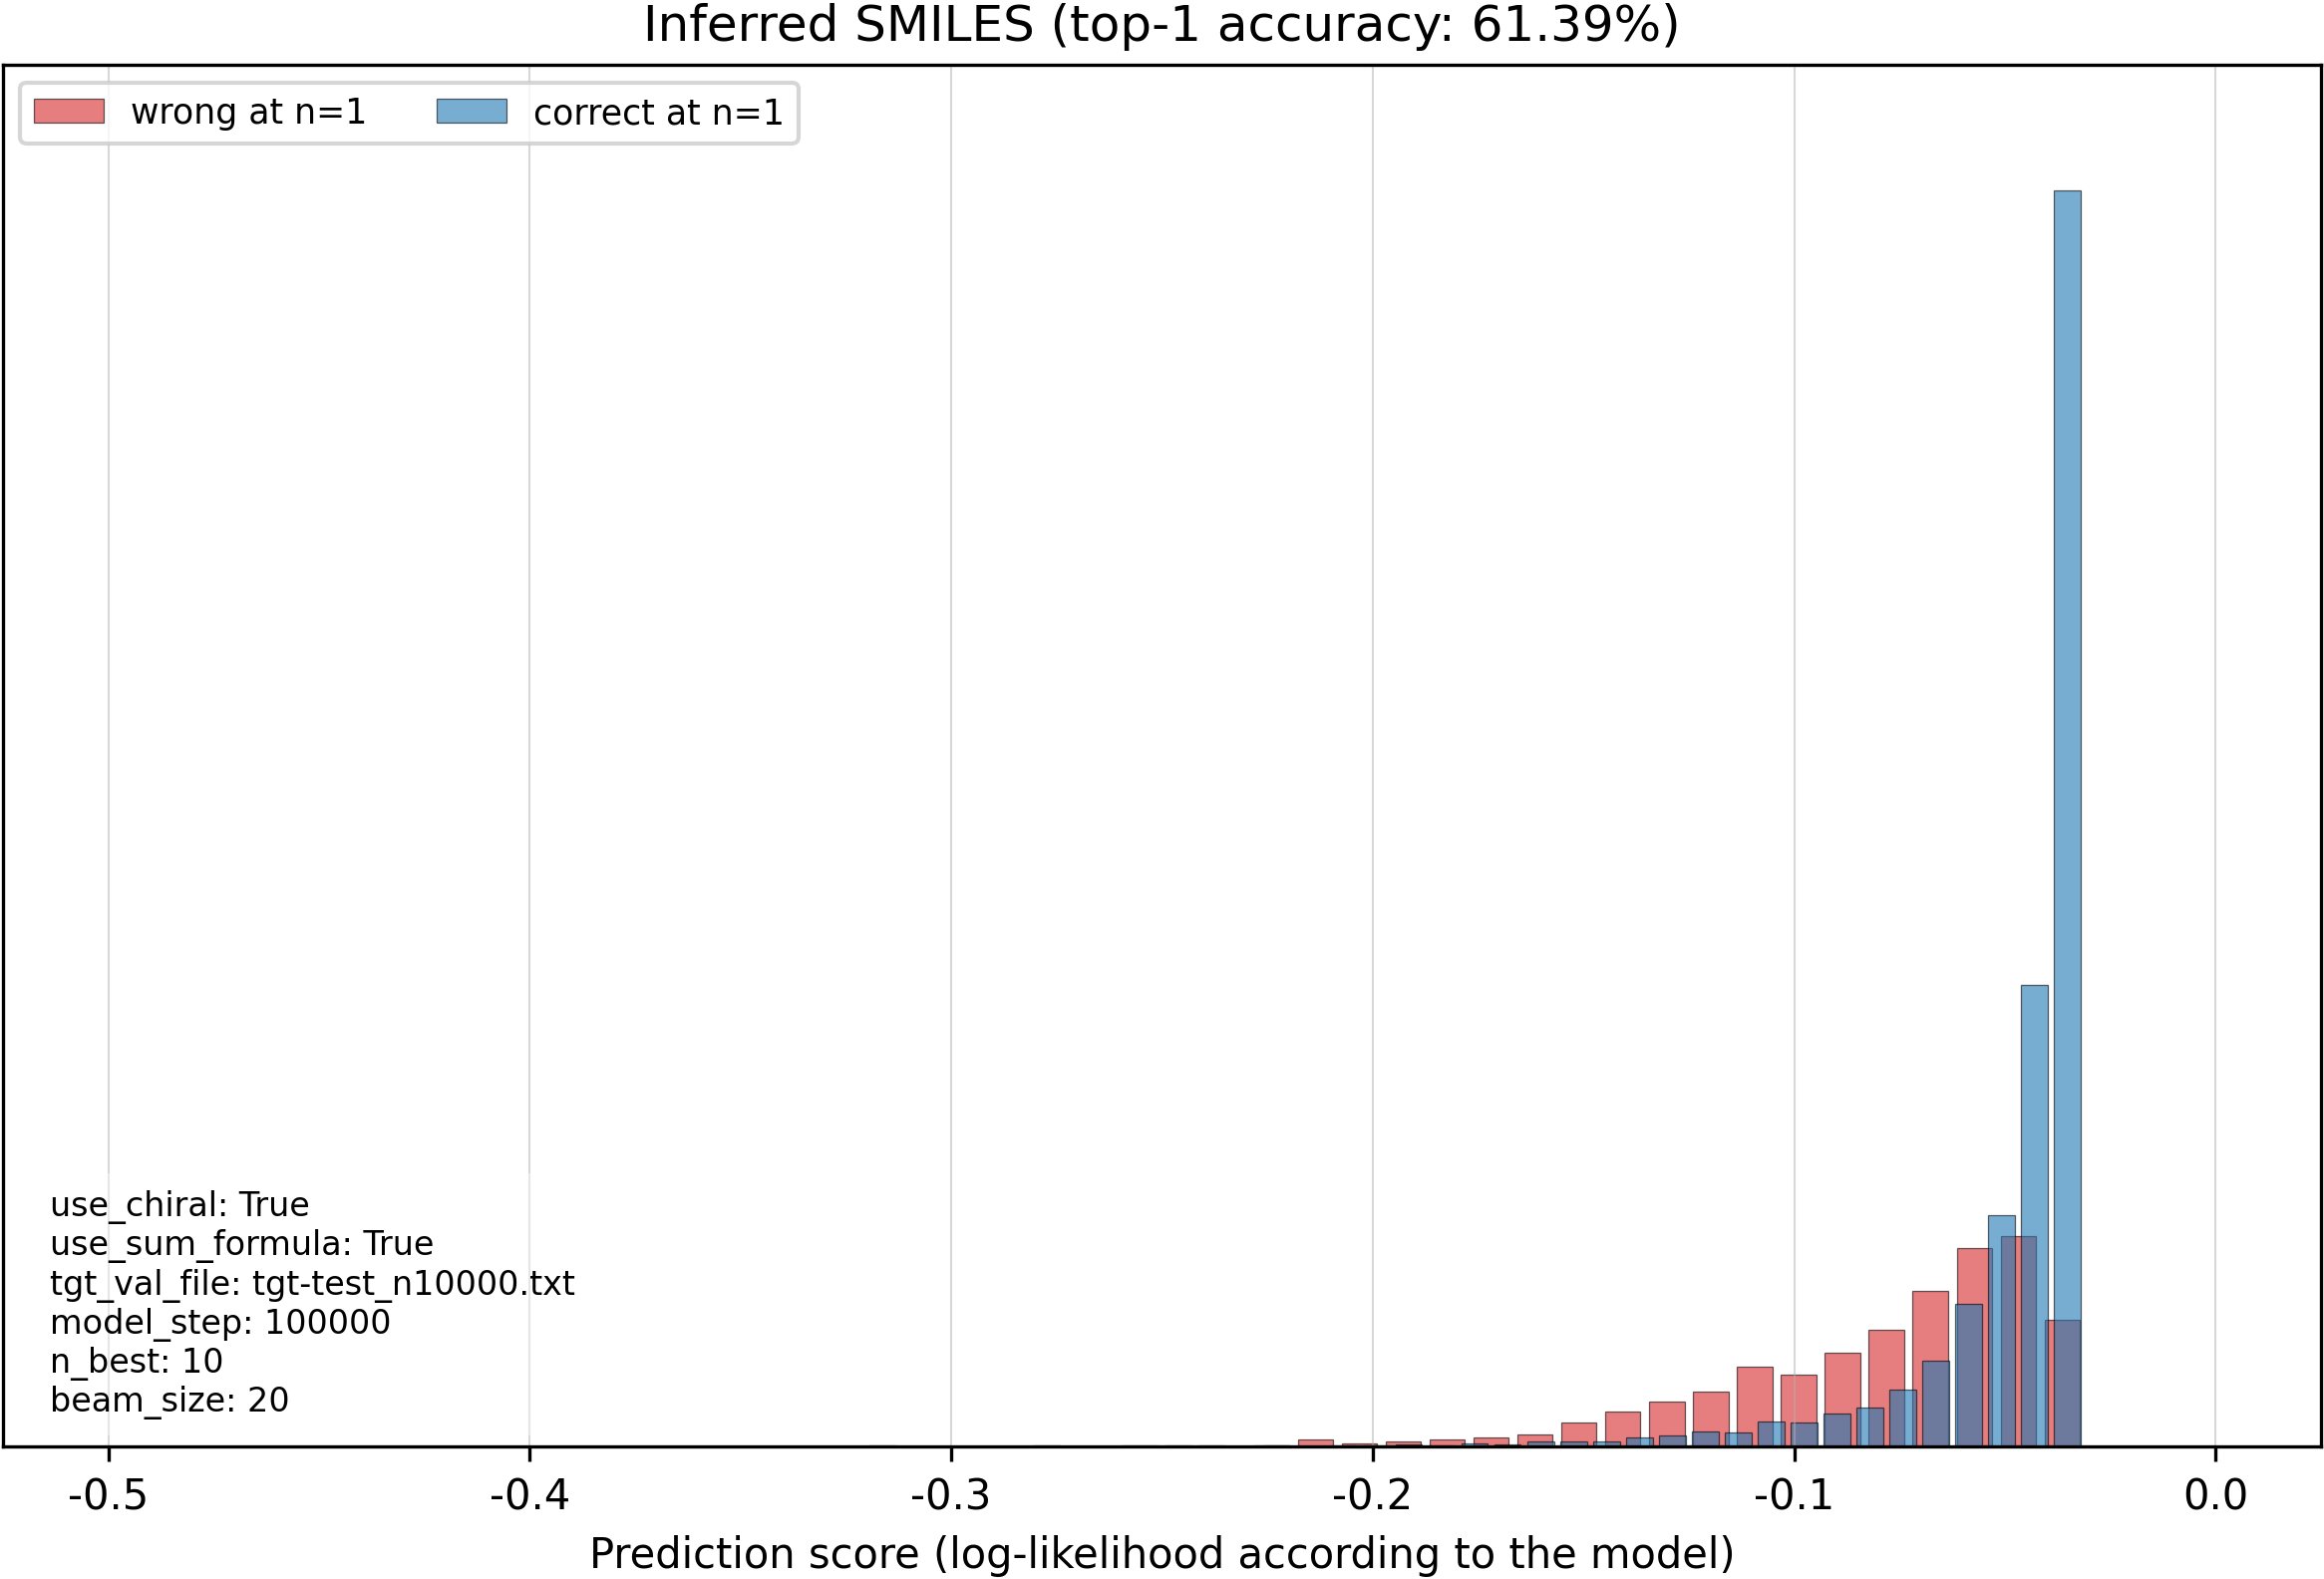 Inferred SMILES (top-1 accuracy: 61.39%)
wrong at n=1
correct at n=1
use_chiral: True
use_sum_formula: True
tgt_val_file: tgt-test_n10000.txt
model_step: 100000
n_best: 10
beam_size: 20
-0.5
-0.4
-0.3
-0.2
-0.1
0.0
Prediction score (log-likelihood according to the model)